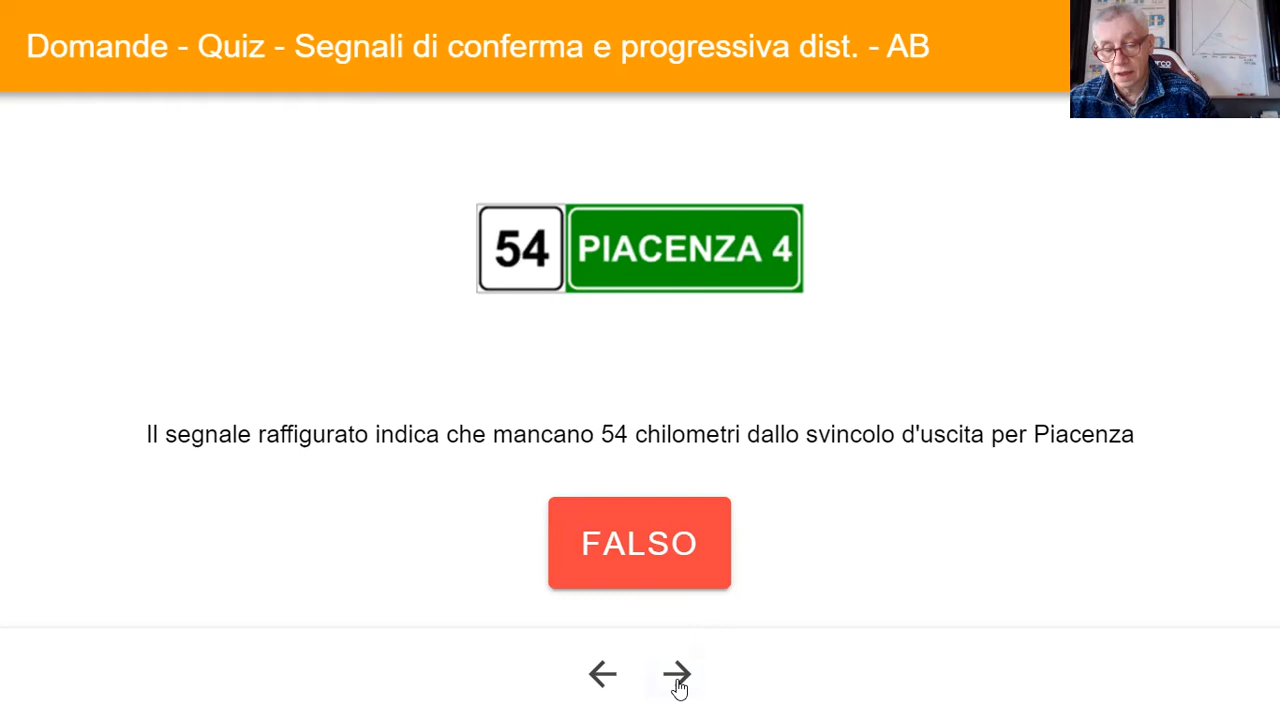 Domande - Quiz - Segnali di conferma e progressiva dist. - AB
54 PIACENZA 4
Il segnale raffigurato indica che mancano 54 chilometri dallo svincolo d'uscita per Piacenza
FALSO